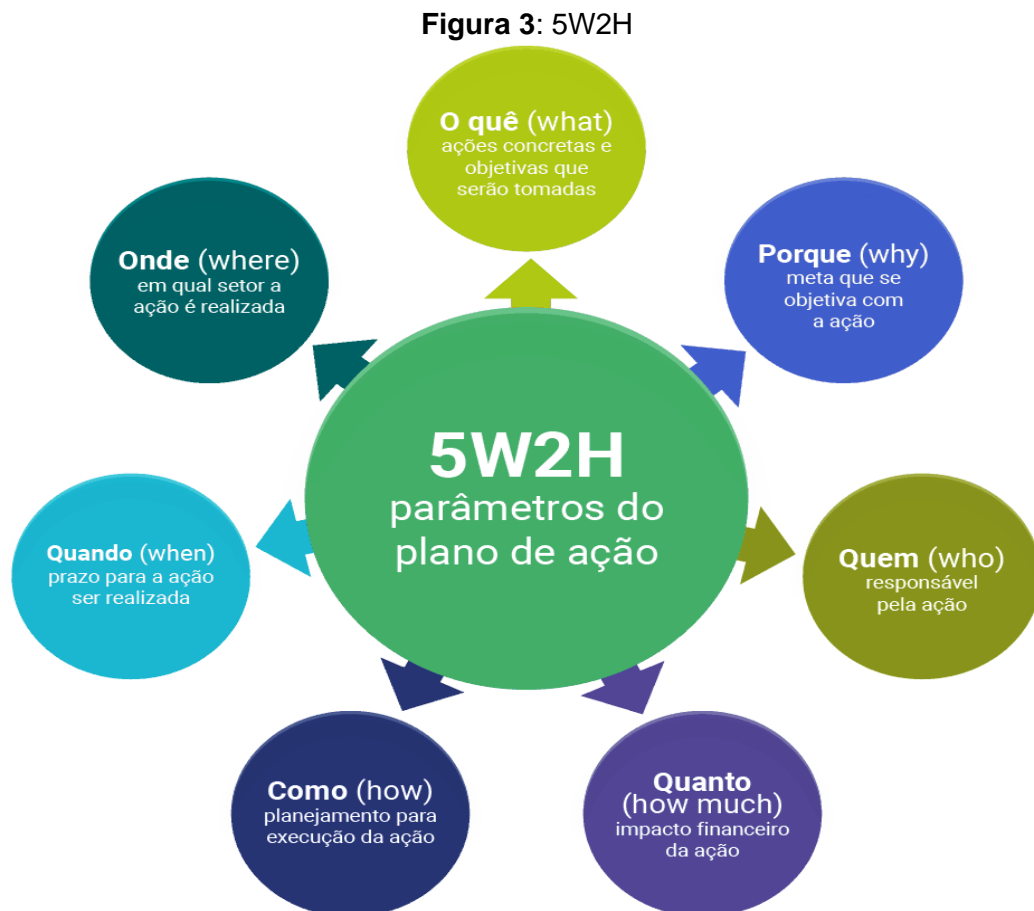 Figura 3: 5W2H
O quê (what)
ações concretas e
objetivas que
serão tomadas
Onde (where)
em qual setor a
ação é realizada
Porque (why)
meta que se
objetiva com
a ação
5W2H
parâmetros do
plano de ação
Quando (when)
prazo para a ação
ser realizada
Quem (who)
responsável
pela ação
Como (how)
planejamento para
execução da ação
Quanto
(how much)
impacto financeiro
da ação